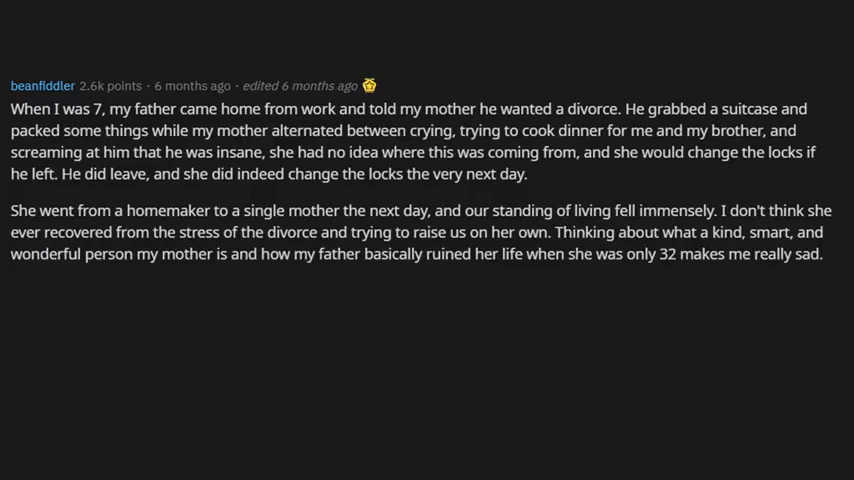 beanfiddler 2.6k points · 6 months ago · edited 6 months ago
When I was 7, my father came home from work and told my mother he wanted a divorce. He grabbed a suitcase and
packed some things while my mother alternated between crying, trying to cook dinner for me and my brother, and
screaming at him that he was insane, she had no idea where this was coming from, and she would change the locks if
he left. He did leave, and she did indeed change the locks the very next day.
She went from a homemaker to a single mother the next day, and our standing of living fell immensely. I don't think she
ever recovered from the stress of the divorce and trying to raise us on her own. Thinking about what a kind, smart, and
wonderful person my mother is and how my father basically ruined her life when she was only 32 makes me really sad.